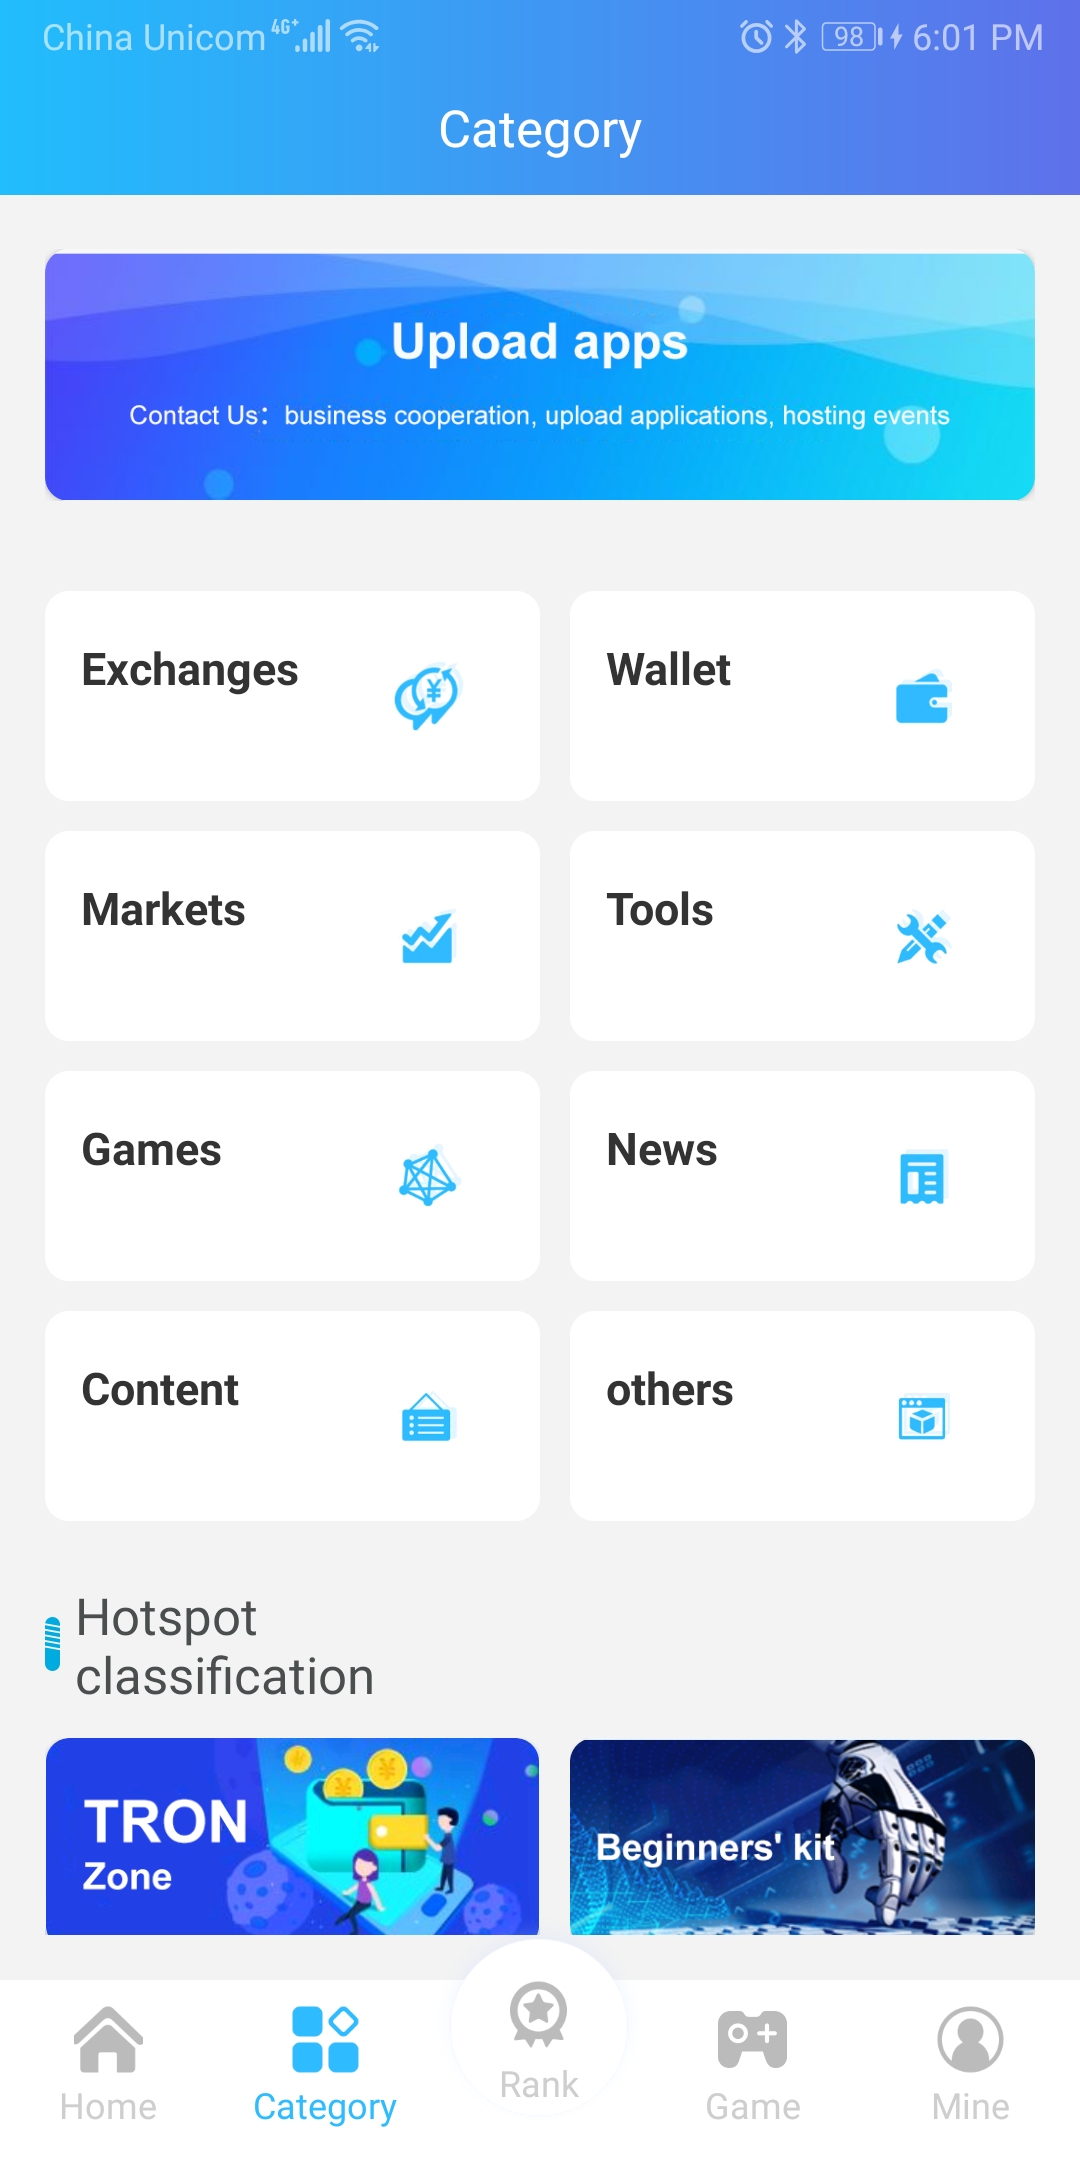 China Unicom 4G+ 98 6:01 PM
Category
Upload apps
Contact Us：business cooperation, upload applications, hosting events
Exchanges
Wallet
Markets
Tools
Games
News
Content
others
Hotspot
classification
TRON
Zone
Beginners' kit
Home
Category
Rank
Game
Mine